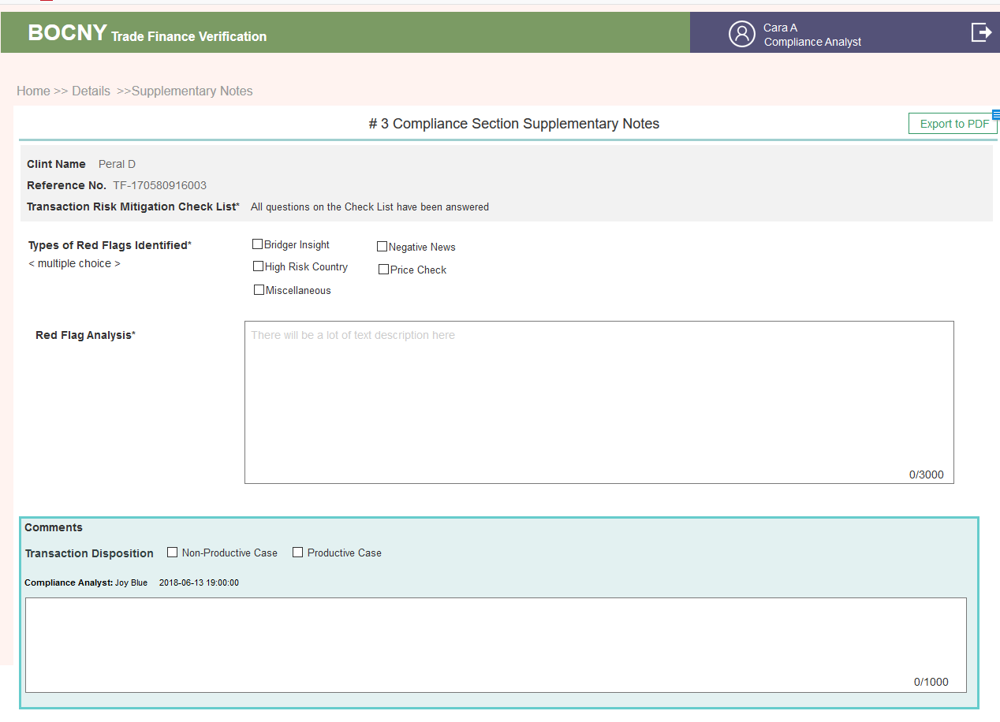 BOCNY Trade Finance Verification
Cara A
Compliance Analyst
Home >> Details >>Supplementary Notes
# 3 Compliance Section Supplementary Notes
Export to PDF
Clint Name Peral D
Reference No. TF-170580916003
Transaction Risk Mitigation Check List* All questions on the Check List have been answered
Types of Red Flags Identified*
< multiple choice >
Bridger Insight
Negative News
High Risk Country
Price Check
Miscellaneous
Red Flag Analysis*
There will be a lot of text description here
0/3000
Comments
Transaction Disposition Non-Productive Case Productive Case
Compliance Analyst: Joy Blue 2018-06-13 19:00:00
0/1000